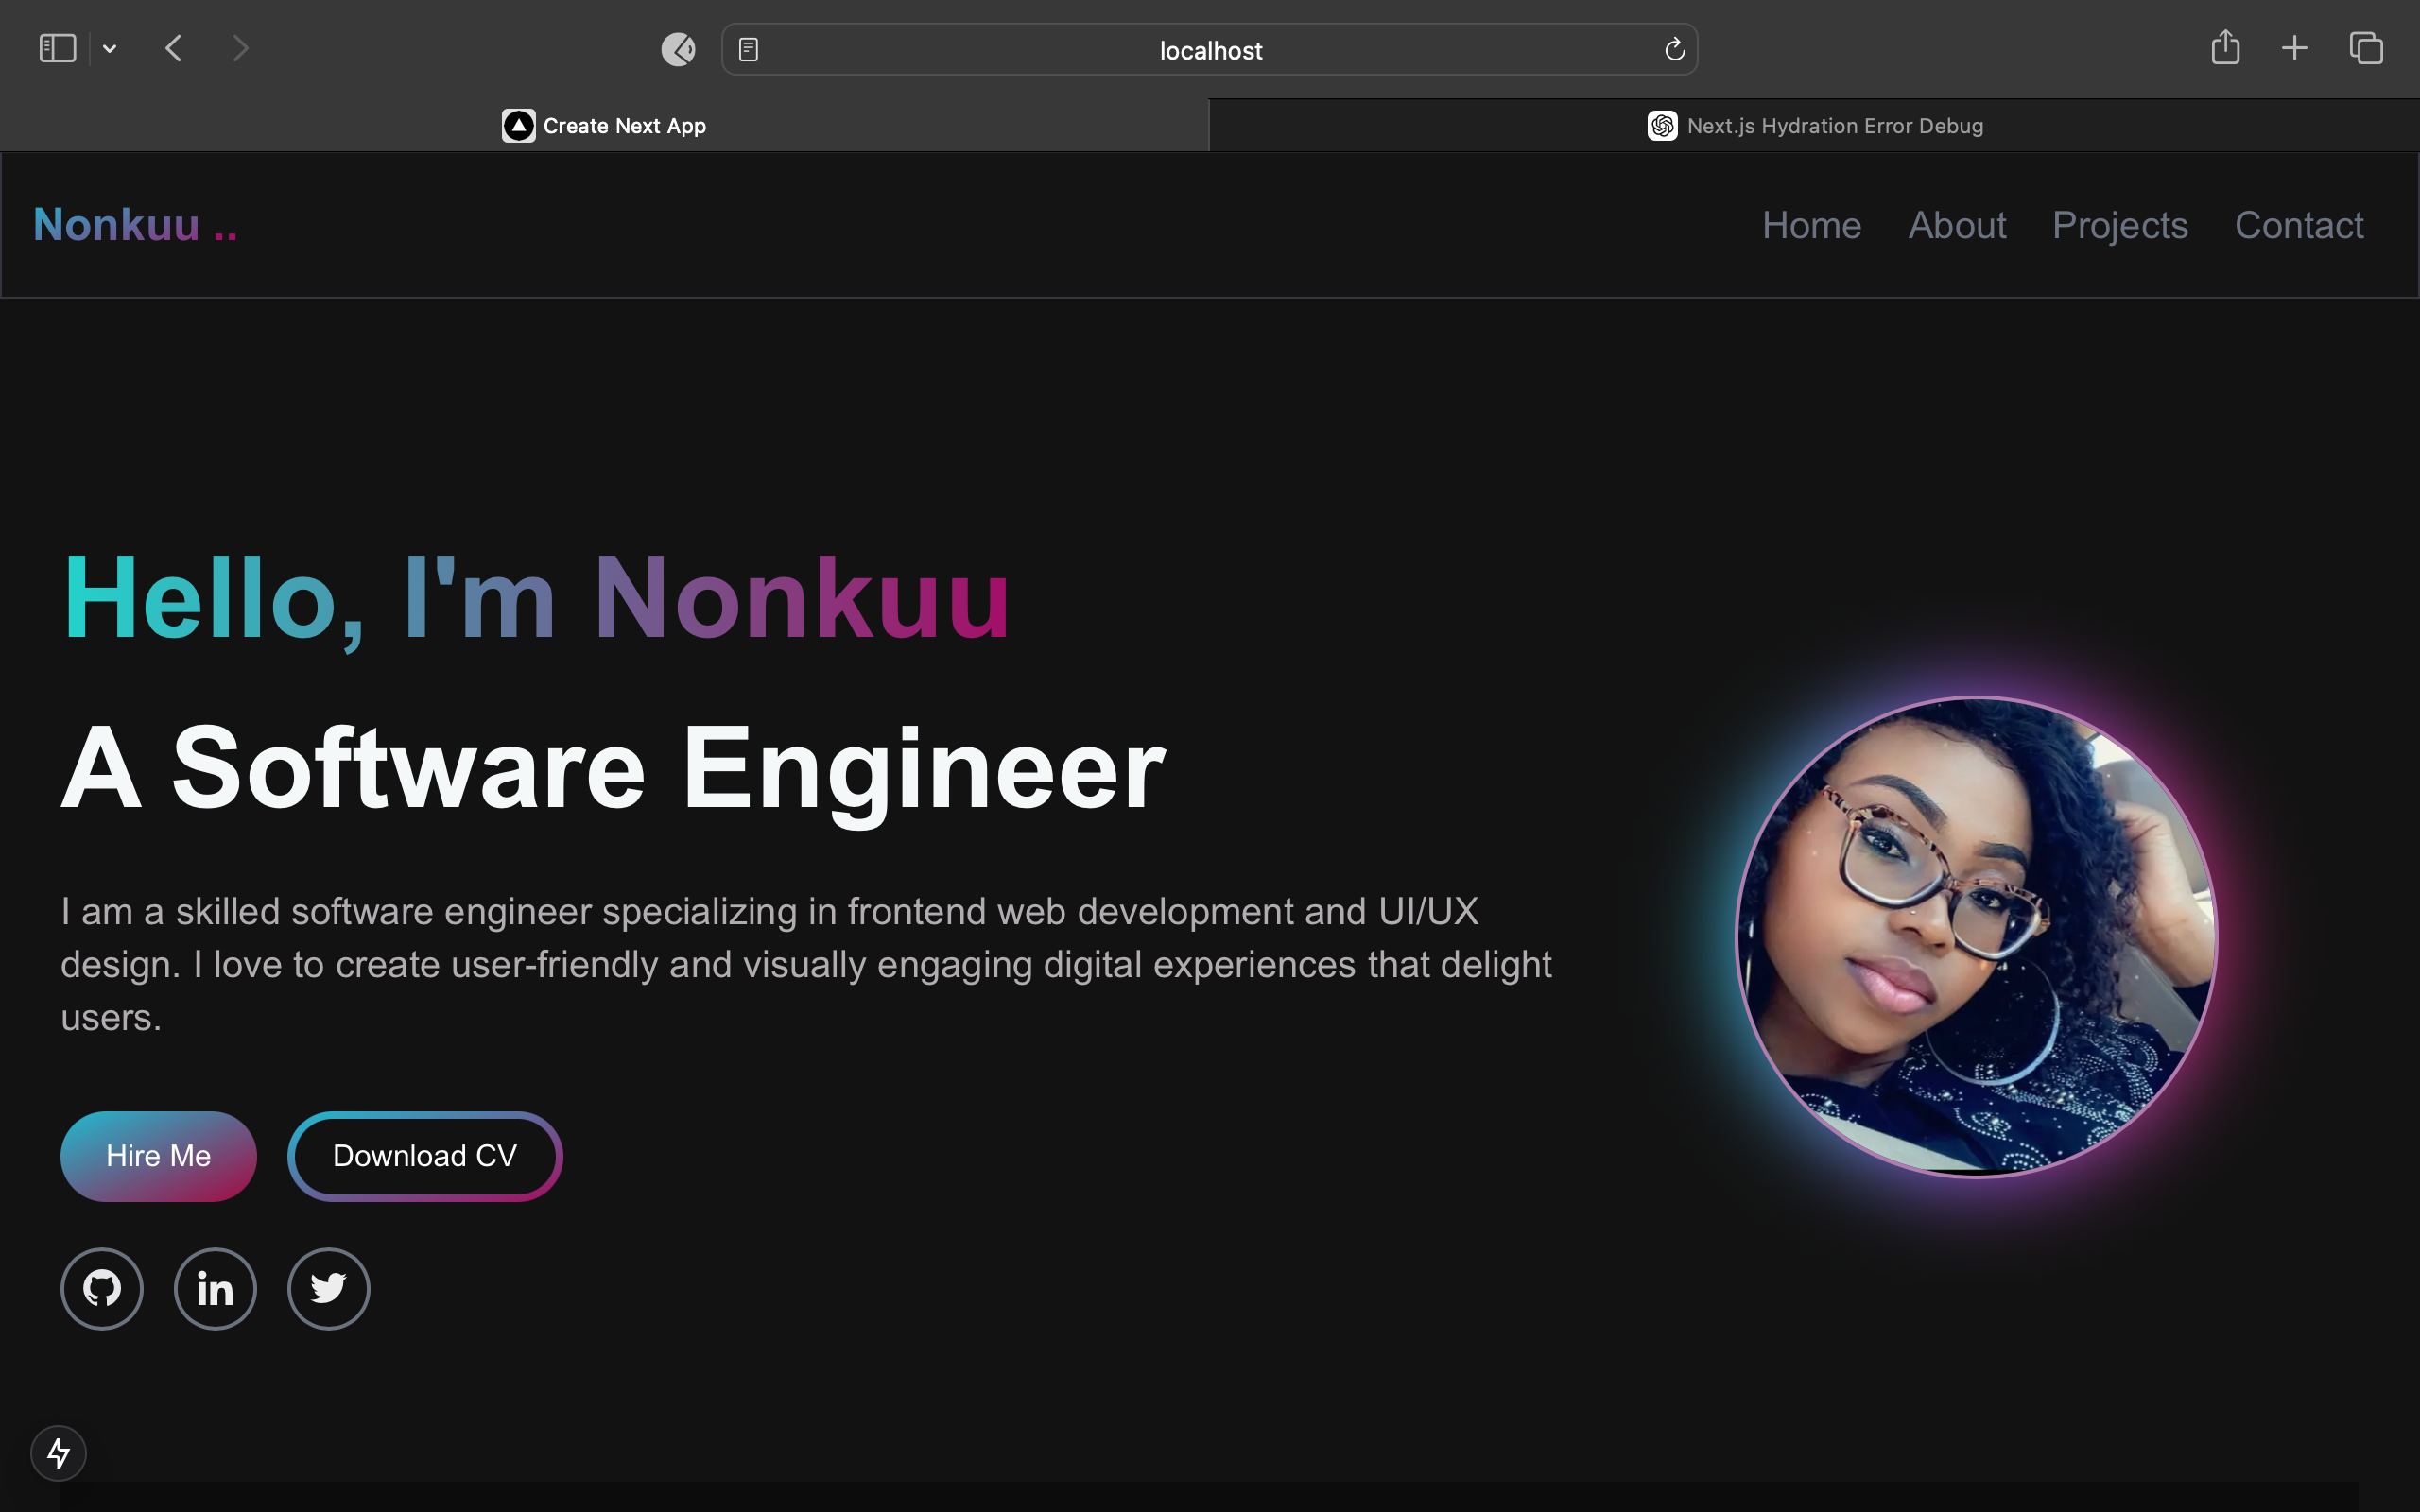 localhost
Create Next App
Next.js Hydration Error Debug
Nonkuu ..
Home About Projects Contact
Hello, I'm Nonkuu
A Software Engineer
I am a skilled software engineer specializing in frontend web development and UI/UX
design. I love to create user-friendly and visually engaging digital experiences that delight
users.
Hire Me
Download CV
in